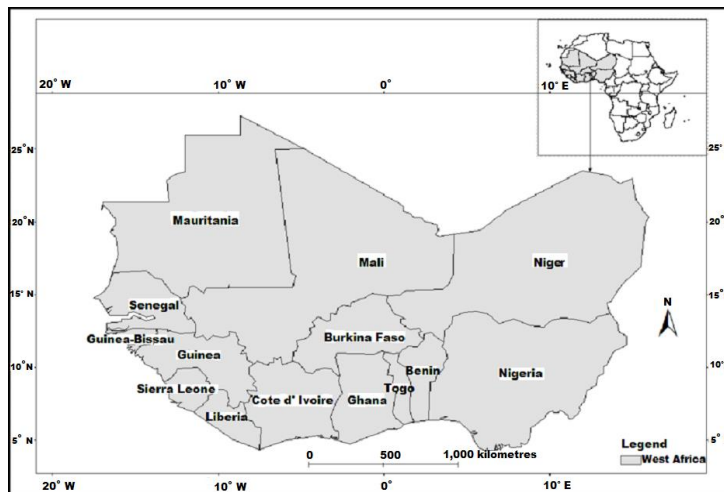 20° W
10° W
0°
10° E
25° N
25°
20° N
20° N
15° N
15° N
10° N
10° N
5° N
5° N
Mauritania
Mali
Niger
Senegal
Burkina Faso
Guinea-Bissau
Guinea
Benin
Nigeria
Sierra Leone
Cote d' Ivoire
Ghana
Togo
Liberia
N
Legend
West Africa
0 500 1,000 kilometres
20° W
10° W
0°
10° E